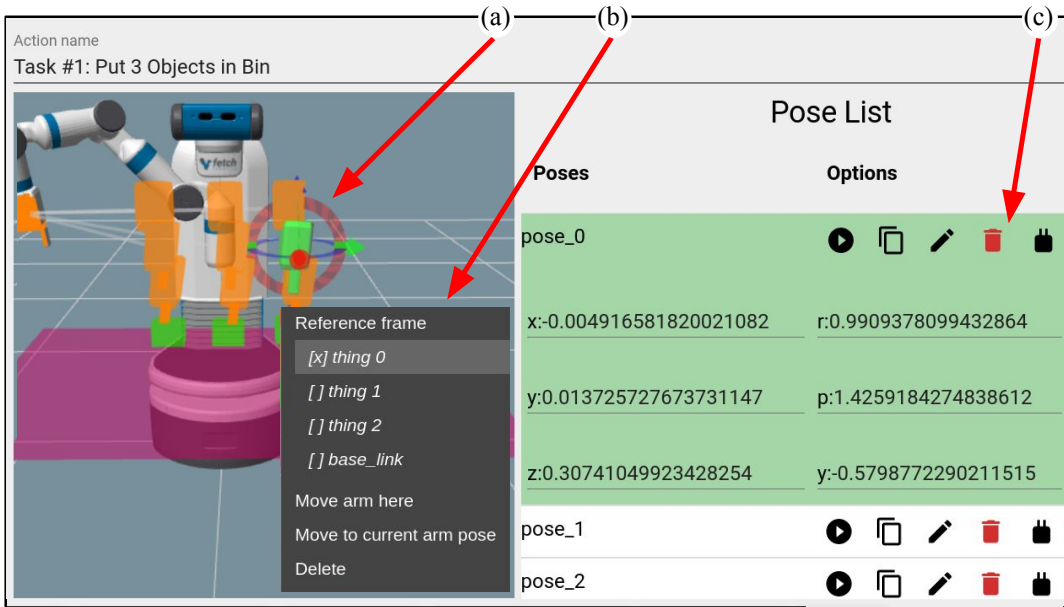 (a) (b) (c)
Action name
Task #1: Put 3 Objects in Bin
fetch
Pose List
Poses Options
pose_0
x:-0.004916581820021082 r:0.9909378099432864
y:0.013725727673731147 p:1.4259184274838612
z:0.30741049923428254 y:-0.5798772290211515
pose_1
pose_2
Reference frame
[x] thing 0
[ ] thing 1
[ ] thing 2
[ ] base_link
Move arm here
Move to current arm pose
Delete